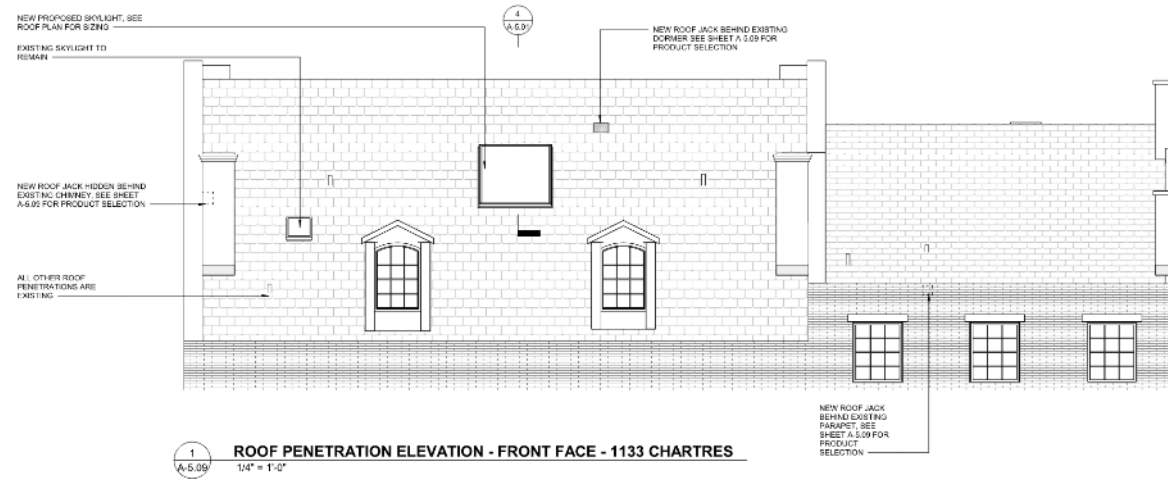 NEW PROPOSED SKYLIGHT, SEE
ROOF PLAN FOR SIZING
EXISTING SKYLIGHT TO
REMAIN
4
A-5.01
NEW ROOF JACK BEHIND EXISTING
DORMER SEE SHEET A-5.09 FOR
PRODUCT SELECTION
NEW ROOF JACK HIDDEN BEHIND
EXISTING CHIMNEY, SEE SHEET
A-5.09 FOR PRODUCT SELECTION
ALL OTHER ROOF
PENETRATIONS ARE
EXISTING
NEW ROOF JACK
BEHIND EXISTING
PARAPET, SEE
SHEET A-5.09 FOR
PRODUCT
SELECTION
1
A-5.09
ROOF PENETRATION ELEVATION - FRONT FACE - 1133 CHARTRES
1/4" = 1'-0"